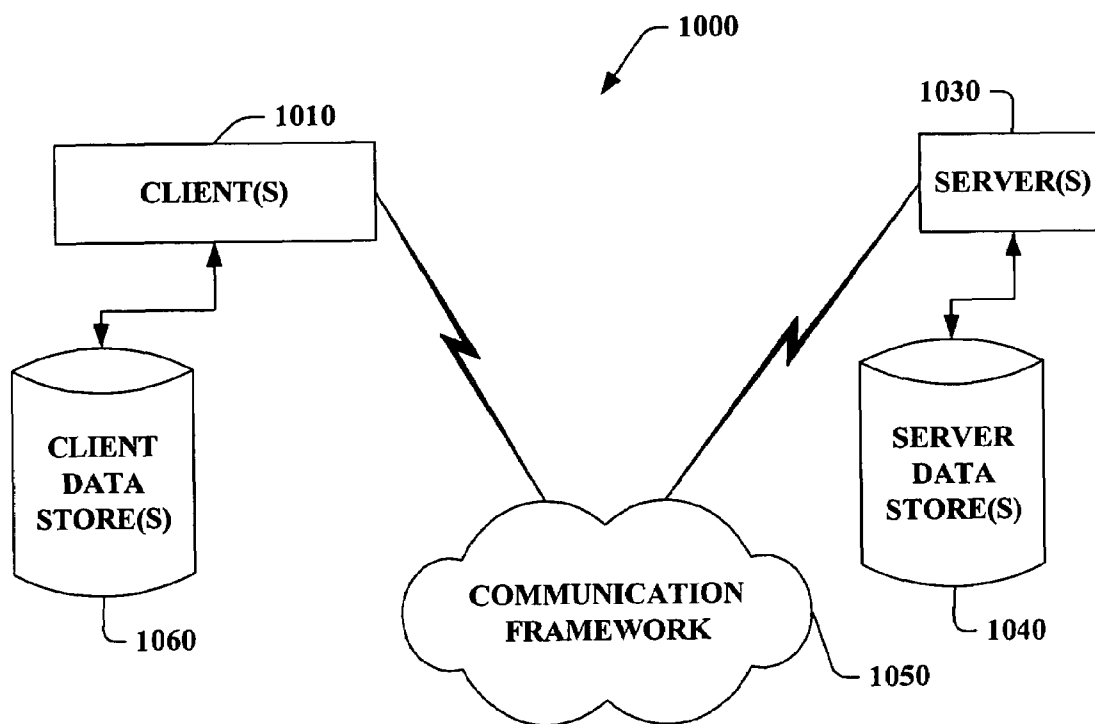 1000
1010
1030
CLIENT(S)
SERVER(S)
CLIENT
DATA
STORE(S)
SERVER
DATA
STORE(S)
COMMUNICATION
FRAMEWORK
1060
1040
1050